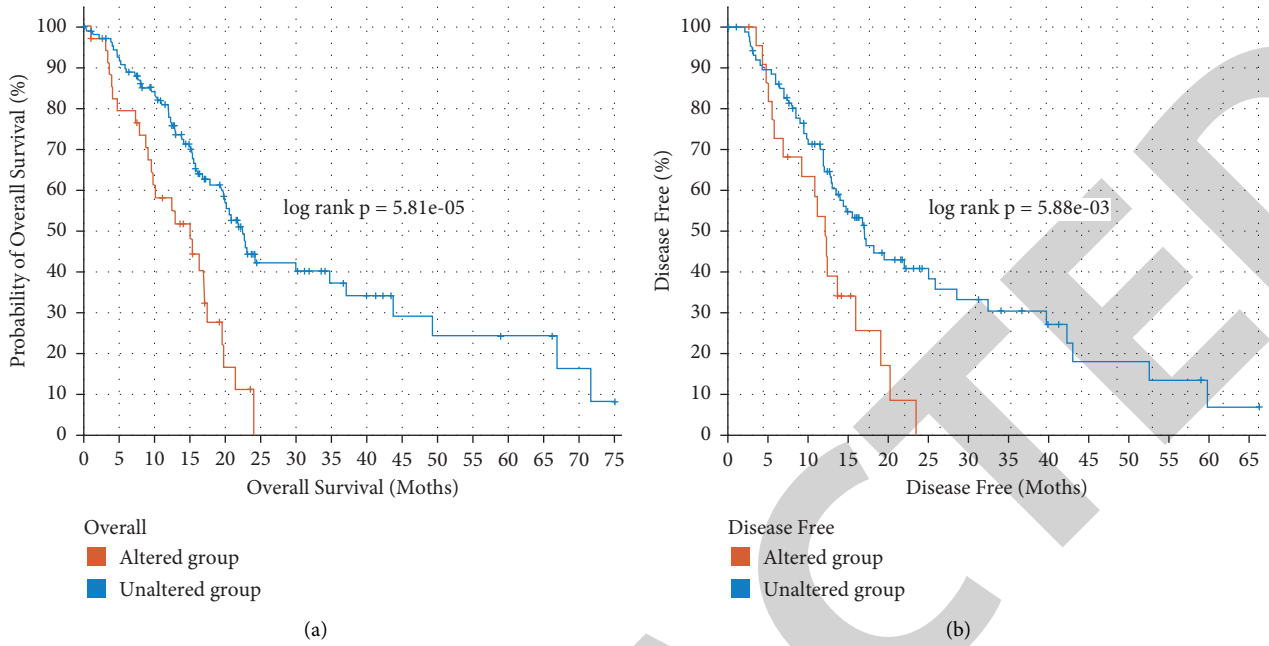 100
90
80
70
60
50
40
30
20
10
0
Probability of Overall Survival (%)
log rank p = 5.81e-05
0 5 10 15 20 25 30 35 40 45 50 55 60 65 70 75
Overall Survival (Moths)
Overall
Altered group
Unaltered group
(a)
100
90
80
70
60
50
40
30
20
10
0
Disease Free (%)
log rank p = 5.88e-03
0 5 10 15 20 25 30 35 40 45 50 55 60 65
Disease Free (Moths)
Disease Free
Altered group
Unaltered group
(b)